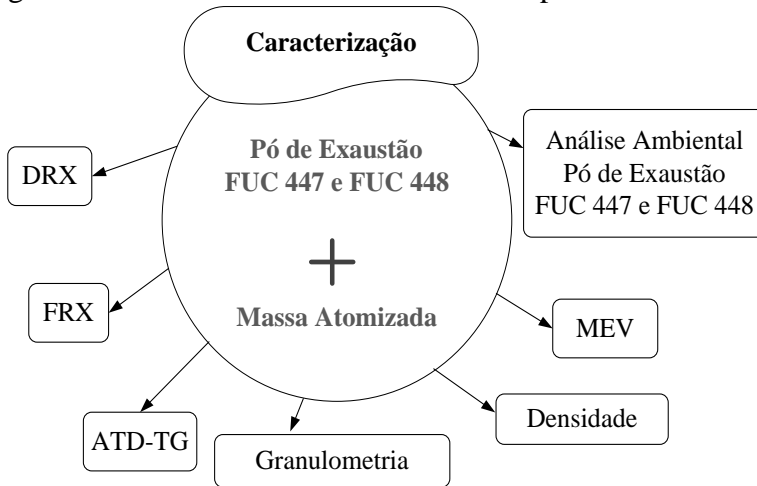 Caracterização
Pó de Exaustão
FUC 447 e FUC 448
+
Massa Atomizada
DRX
FRX
ATD-TG
Granulometria
Densidade
MEV
Análise Ambiental
Pó de Exaustão
FUC 447 e FUC 448